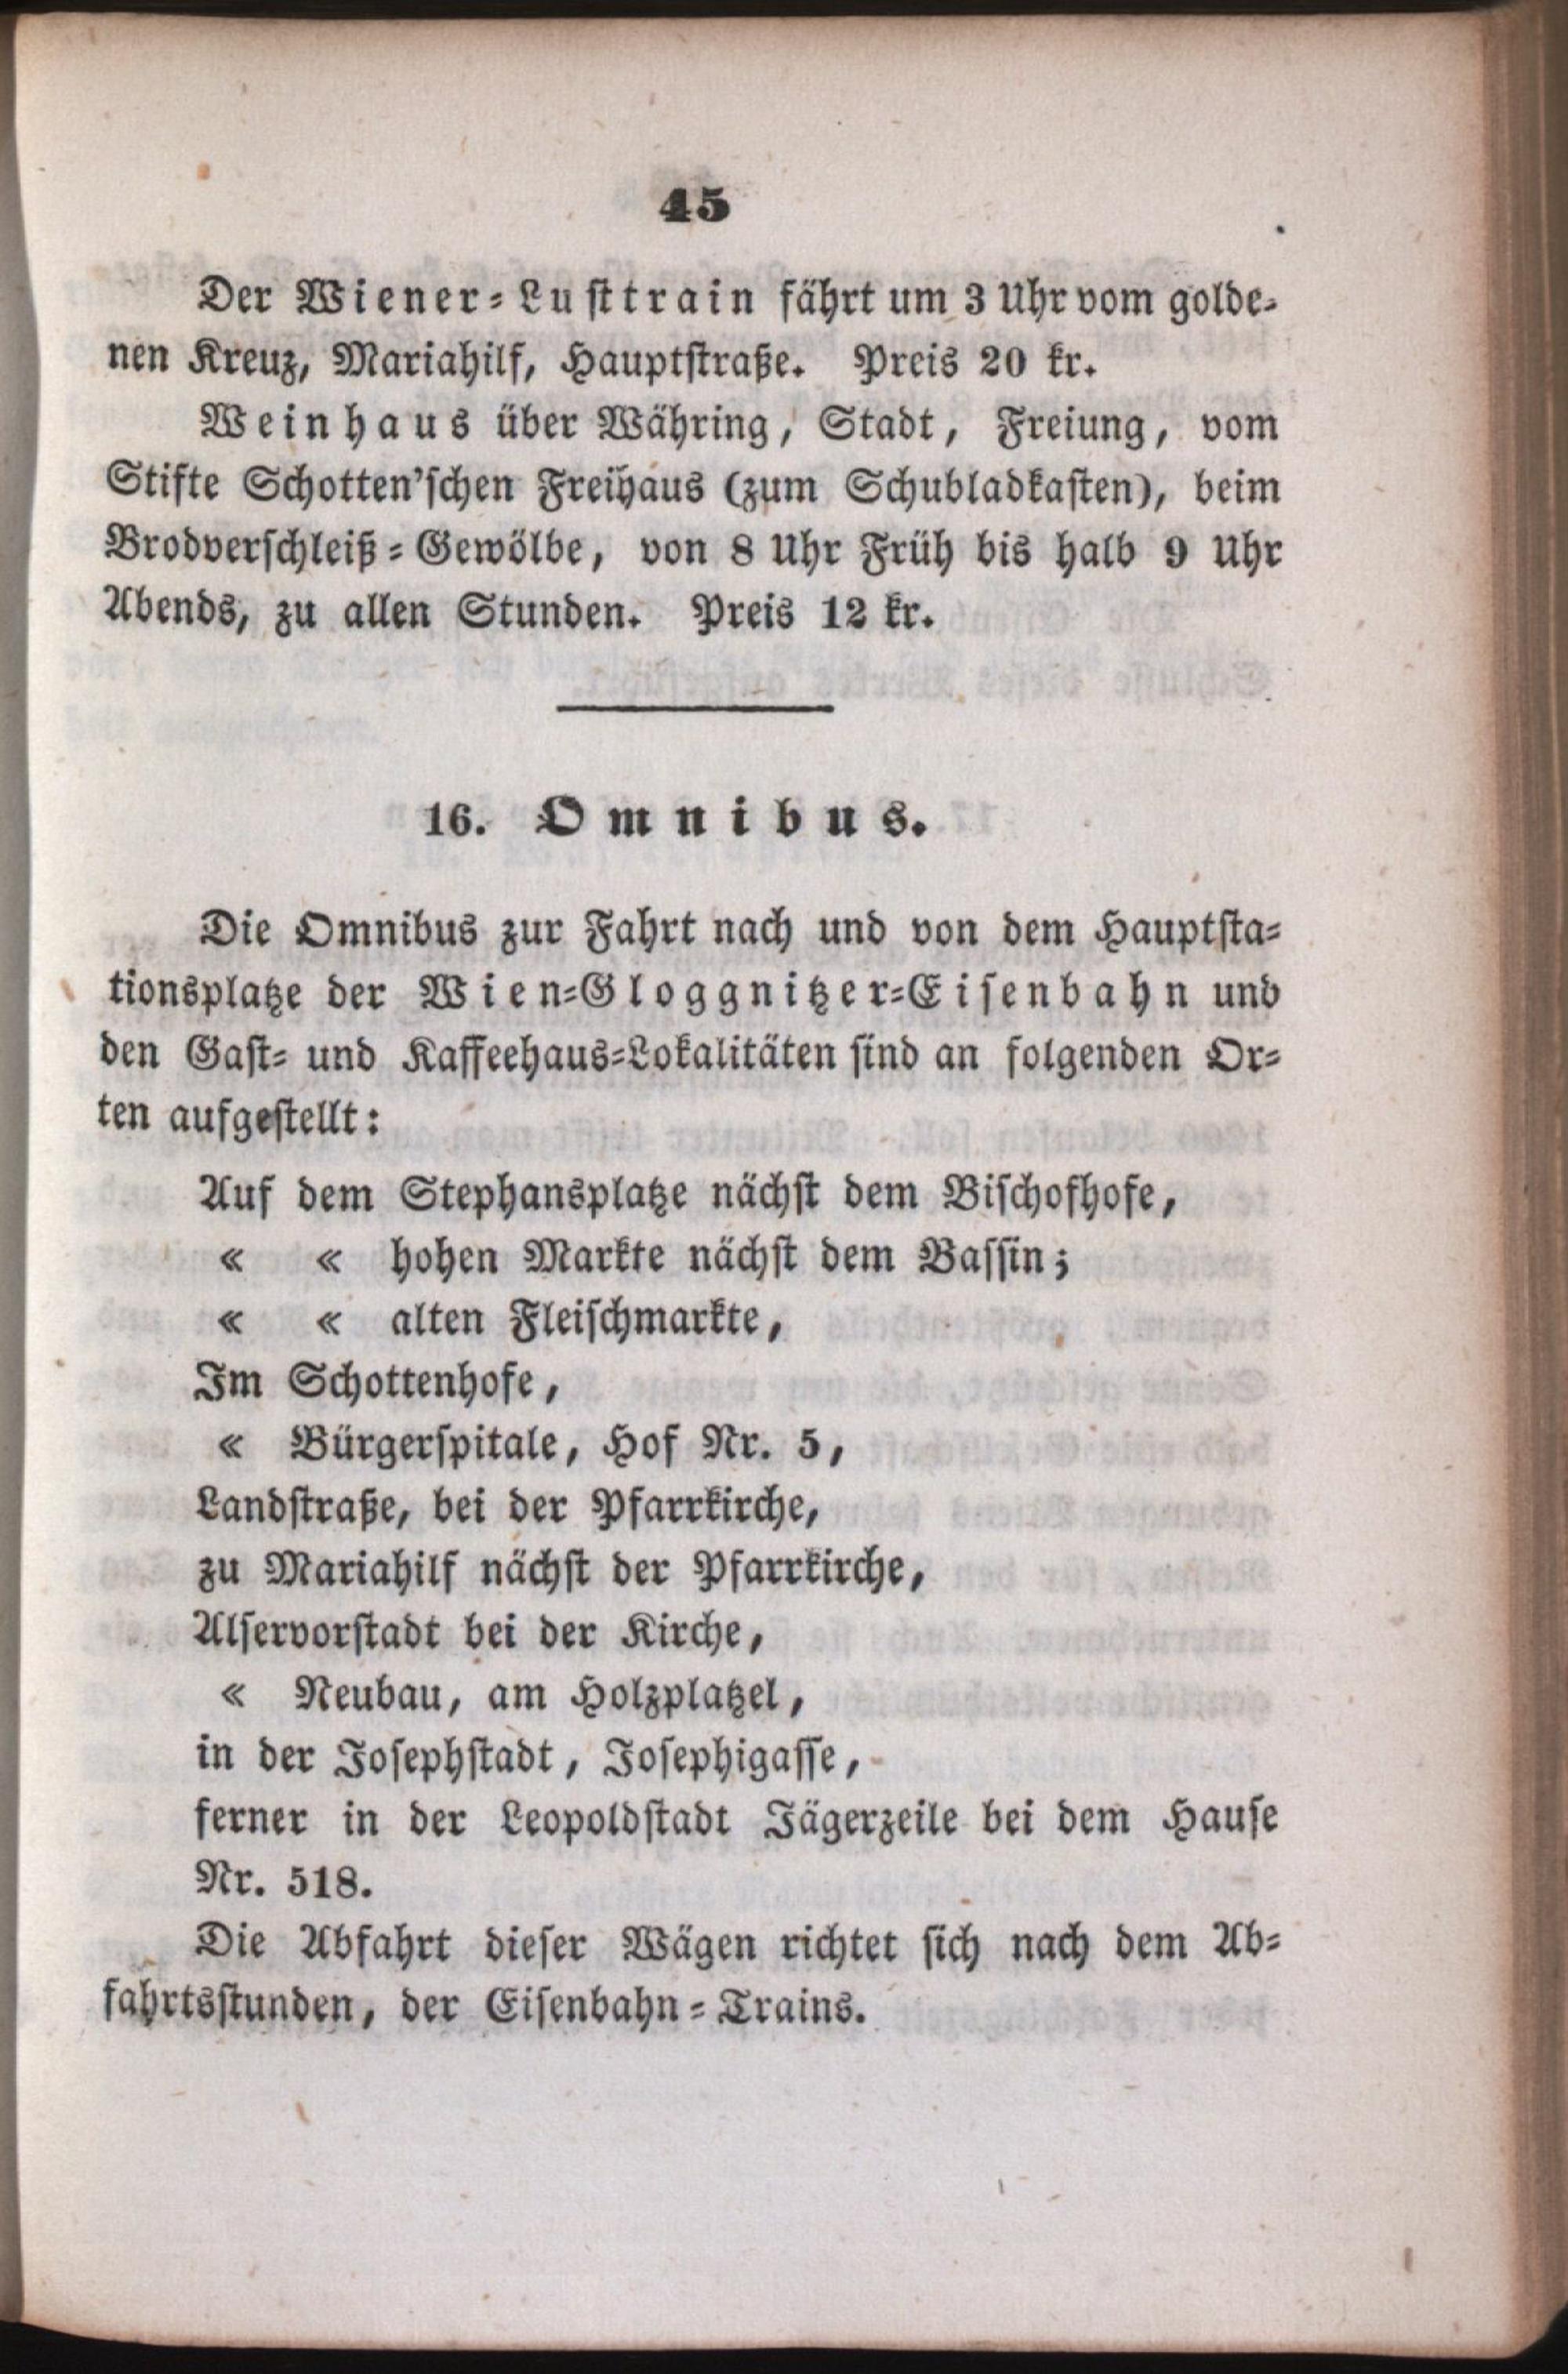 45
Der Wiener-Lusttrain fährt um 3 Uhr vom golde-
nen Kreuz, Mariahilf, Hauptstraße. Preis 20 kr.
Weinhaus über Währing, Stadt, Freiung, vom
Stifte Schotten'schen Freihaus (zum Schubladkasten), beim
Brodverschleiß-Gewölbe, von 8 Uhr Früh bis halb 9 Uhr
Abends, zu allen Stunden. Preis 12 kr.
16. Omnibus.
Die Omnibus zur Fahrt nach und von dem Hauptsta-
tionsplatze der Wien-Gloggnitzer-Eisenbahn und
den Gast- und Kaffeehaus-Lokalitäten sind an folgenden Or-
ten aufgestellt:
Auf dem Stephansplatze nächst dem Bischofhofe,
« « hohen Markte nächst dem Bassin;
« « alten Fleischmarkte,
Im Schottenhofe,
« Bürgerspitale, Hof Nr. 5,
Landstraße, bei der Pfarrkirche,
zu Mariahilf nächst der Pfarrkirche,
Alservorstadt bei der Kirche,
« Neubau, am Holzplatzel,
in der Josephstadt, Josephigasse,
ferner in der Leopoldstadt Jägerzeile bei dem Hause
Nr. 518.
Die Abfahrt dieser Wägen richtet sich nach dem Ab-
fahrtsstunden, der Eisenbahn-Trains.